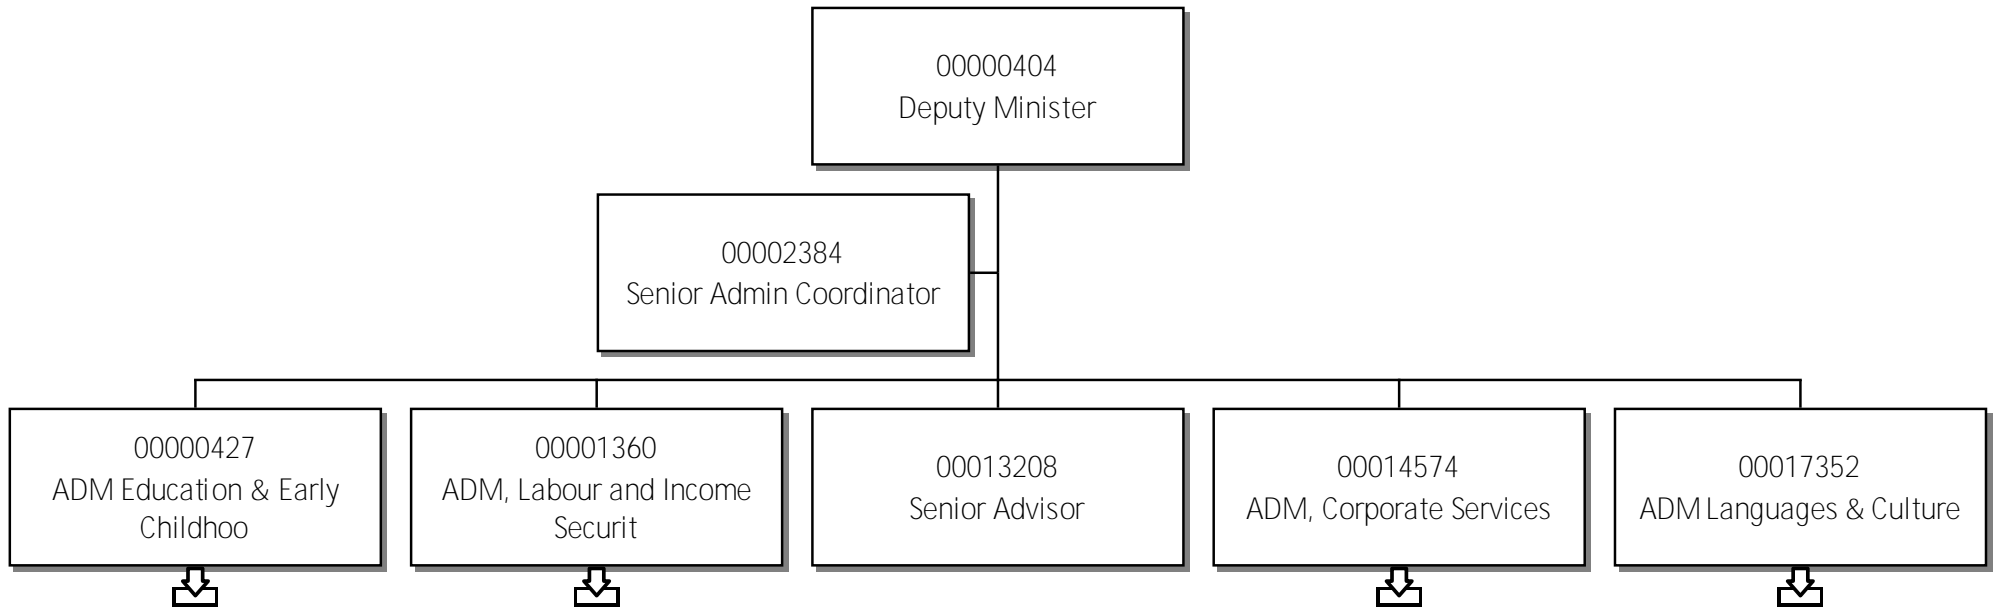 00000404
Deputy Minister
00002384
Senior Admin Coordinator
00000427
ADM Education & Early
Childhoo
00001360
ADM, Labour and Income
Securit
00013208
Senior Advisor
00014574
ADM, Corporate Services
00017352
ADM Languages & Culture